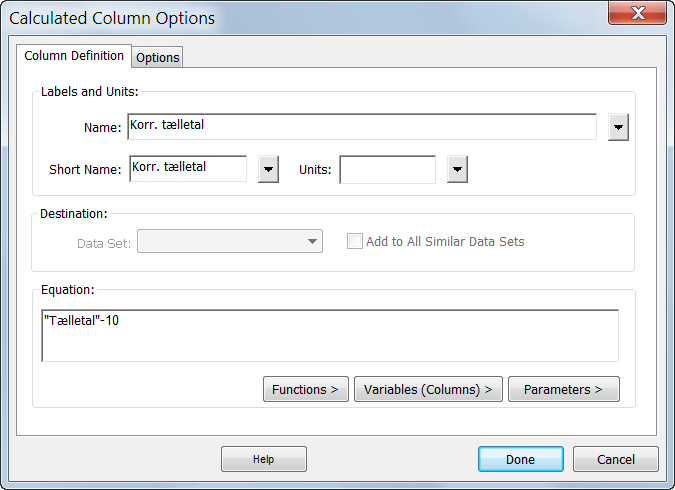 Calculated Column Options
Column Definition Options
Labels and Units:
Name: Korr. tælletal
Short Name: Korr. tælletal Units:
Destination:
Data Set: Add to All Similar Data Sets
Equation:
"Tælletal"-10
Functions > Variables (Columns) > Parameters >
Help Done Cancel